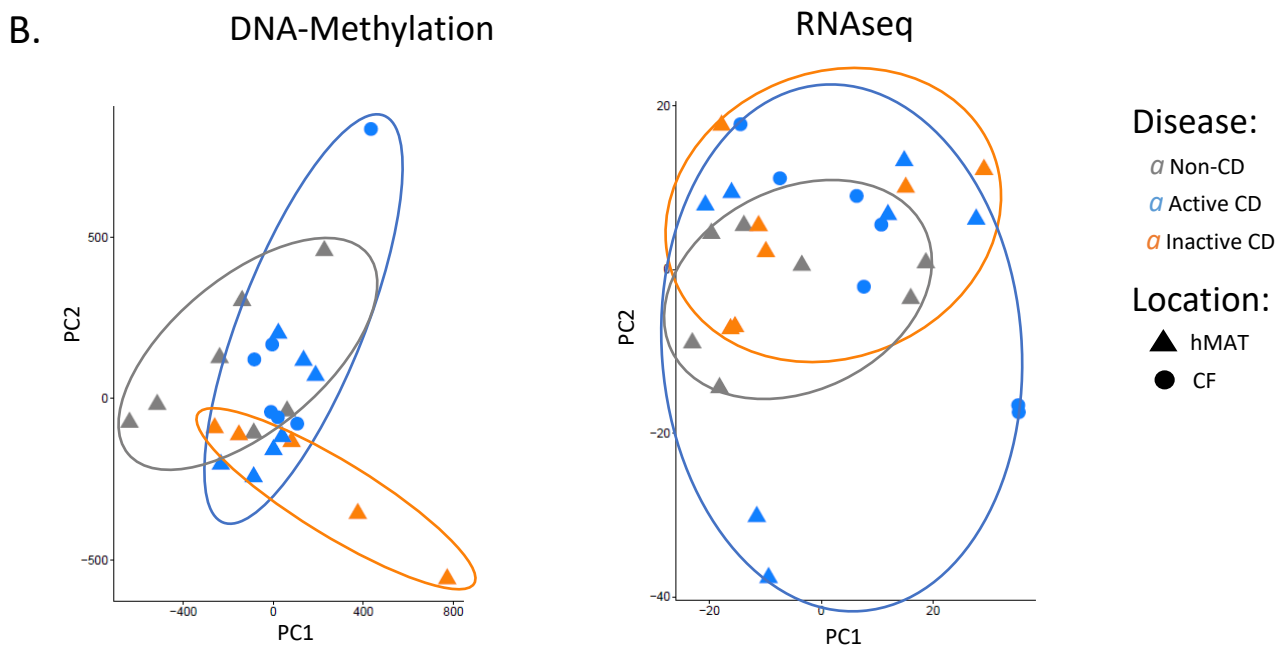 B.
DNA-Methylation
RNAseq
PC2
500
0
−500
−400
0
400
800
PC1
PC2
20
0
−20
−40
−20
0
20
PC1
Disease:
a Non-CD
a Active CD
a Inactive CD
Location:
hMAT
CF